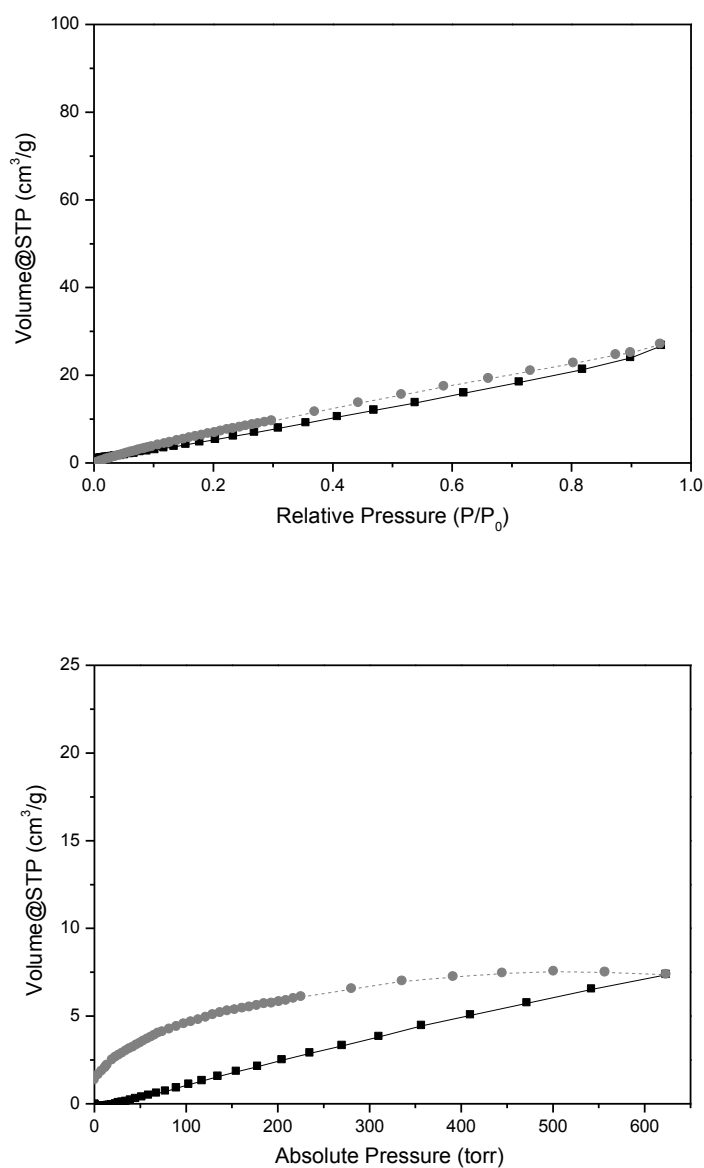 100
80
60
40
20
0
Volume@STP (cm³/g)
0.0 0.2 0.4 0.6 0.8 1.0
Relative Pressure (P/P₀)
25
20
15
10
5
0
Volume@STP (cm³/g)
0 100 200 300 400 500 600
Absolute Pressure (torr)